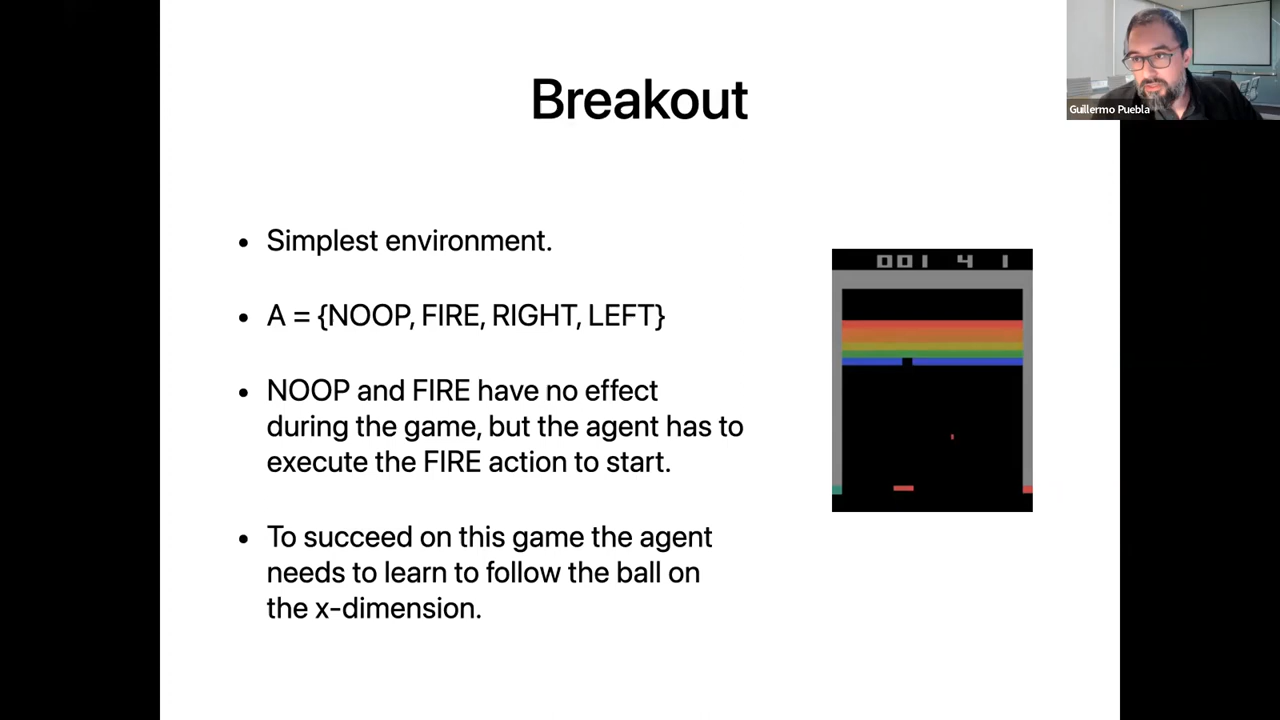 Breakout
Guillermo Puebla
• Simplest environment.
• A = {NOOP, FIRE, RIGHT, LEFT}
• NOOP and FIRE have no effect
during the game, but the agent has to
execute the FIRE action to start.
• To succeed on this game the agent
needs to learn to follow the ball on
the x-dimension.
001 4 1